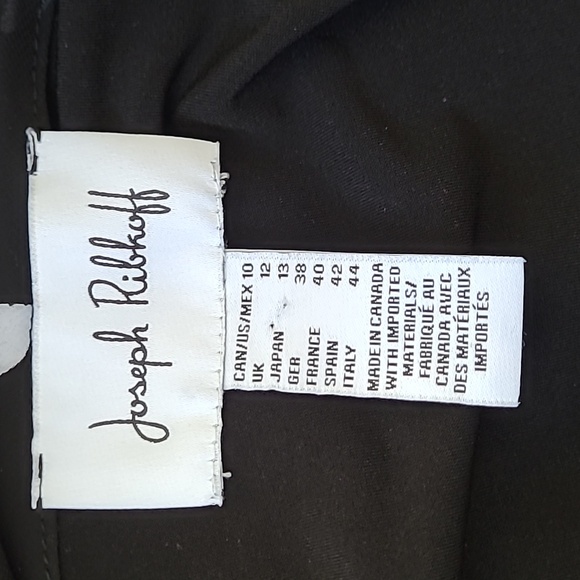 Joseph Ribkoff
CAN/US/MEX 10
UK 12
JAPAN 13
GER 38
FRANCE 40
SPAIN 42
ITALY 44
MADE IN CANADA
WITH IMPORTED
MATERIALS/
FABRIQUÉ AU
CANADA AVEC
DES MATÉRIAUX
IMPORTÉS